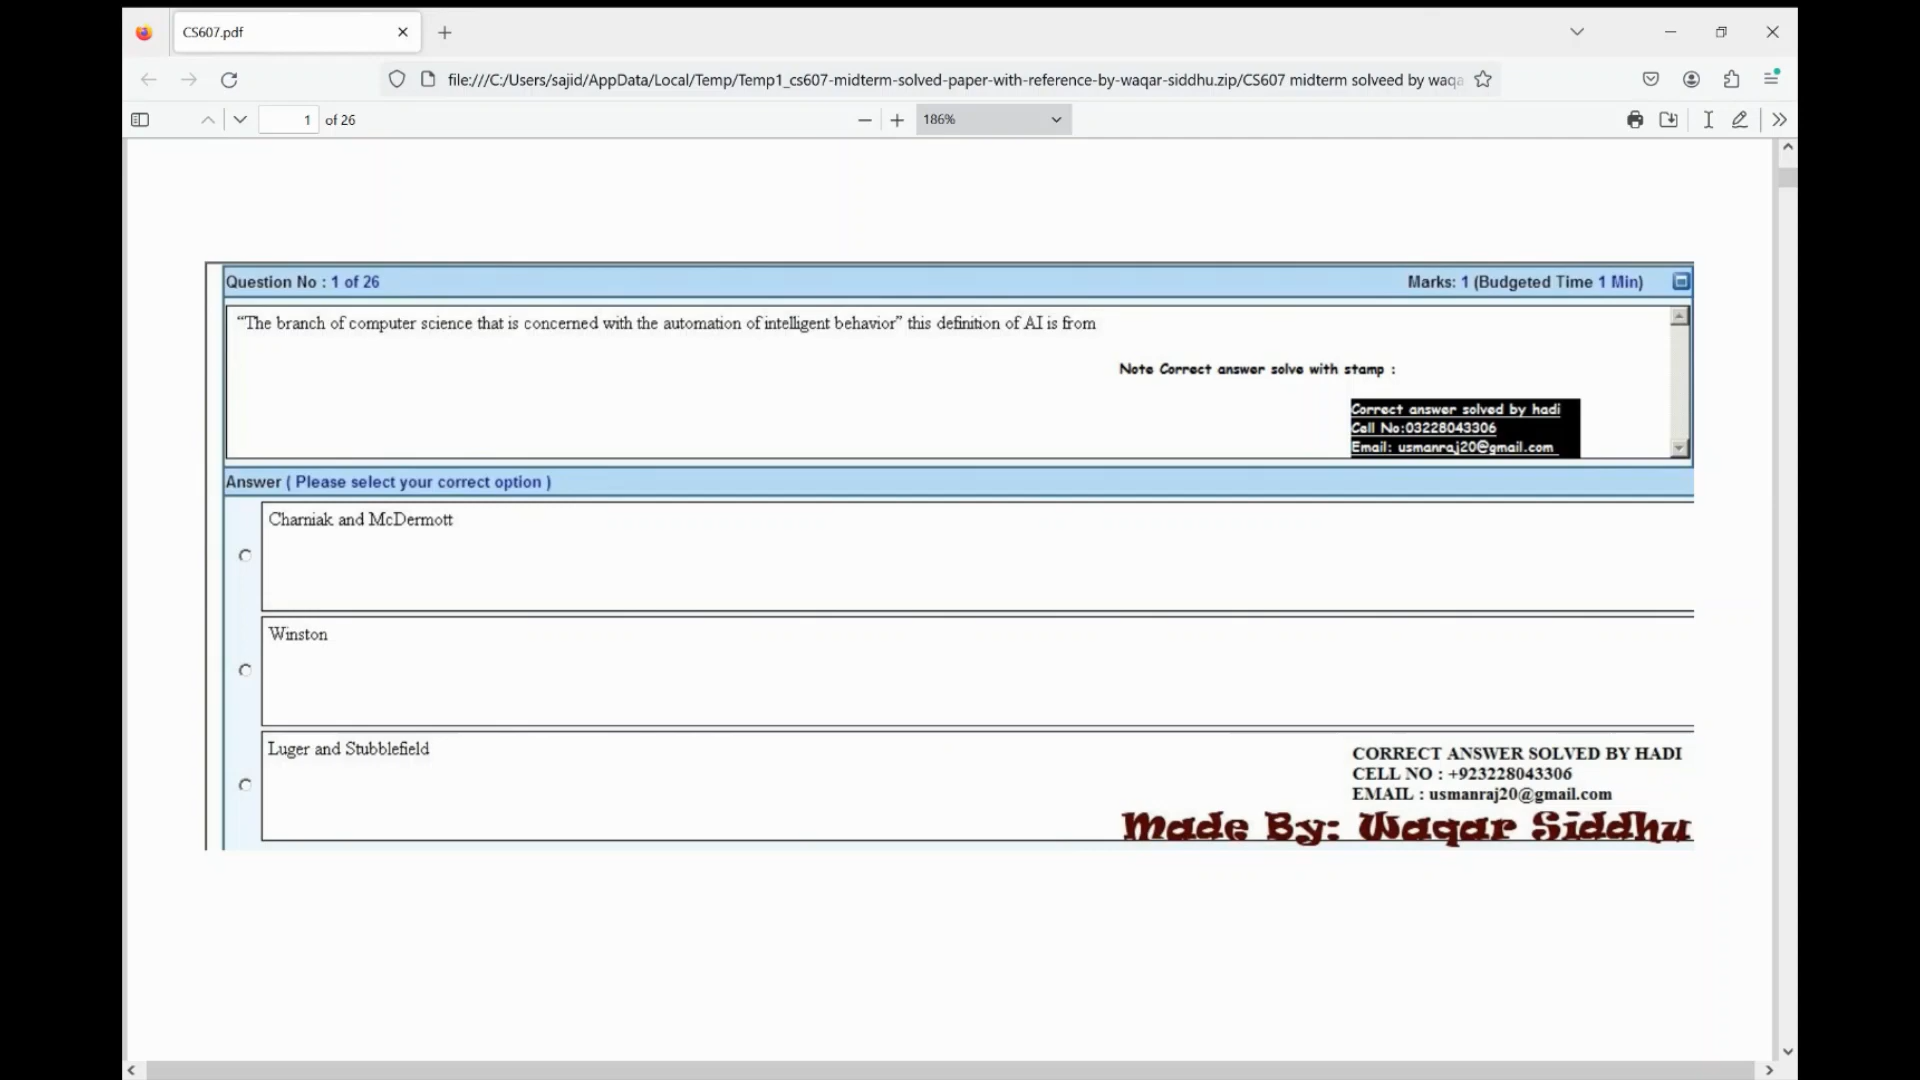 CS607.pdf
file:///C:/Users/sajid/AppData/Local/Temp/Temp1_cs607-midterm-solved-paper-with-reference-by-waqar-siddhu.zip/CS607 midterm solveed by waqa
1 of 26
186%
Question No : 1 of 26 Marks: 1 (Budgeted Time 1 Min)
“The branch of computer science that is concerned with the automation of intelligent behavior” this definition of AI is from
Note Correct answer solve with stamp :
Correct answer solved by hadi
Cell No:03228043306
Email: usmanraj20@gmail.com
Answer ( Please select your correct option )
Charniak and McDermott
Winston
Luger and Stubblefield
CORRECT ANSWER SOLVED BY HADI
CELL NO : +923228043306
EMAIL : usmanraj20@gmail.com
Made By: Waqar Siddhu